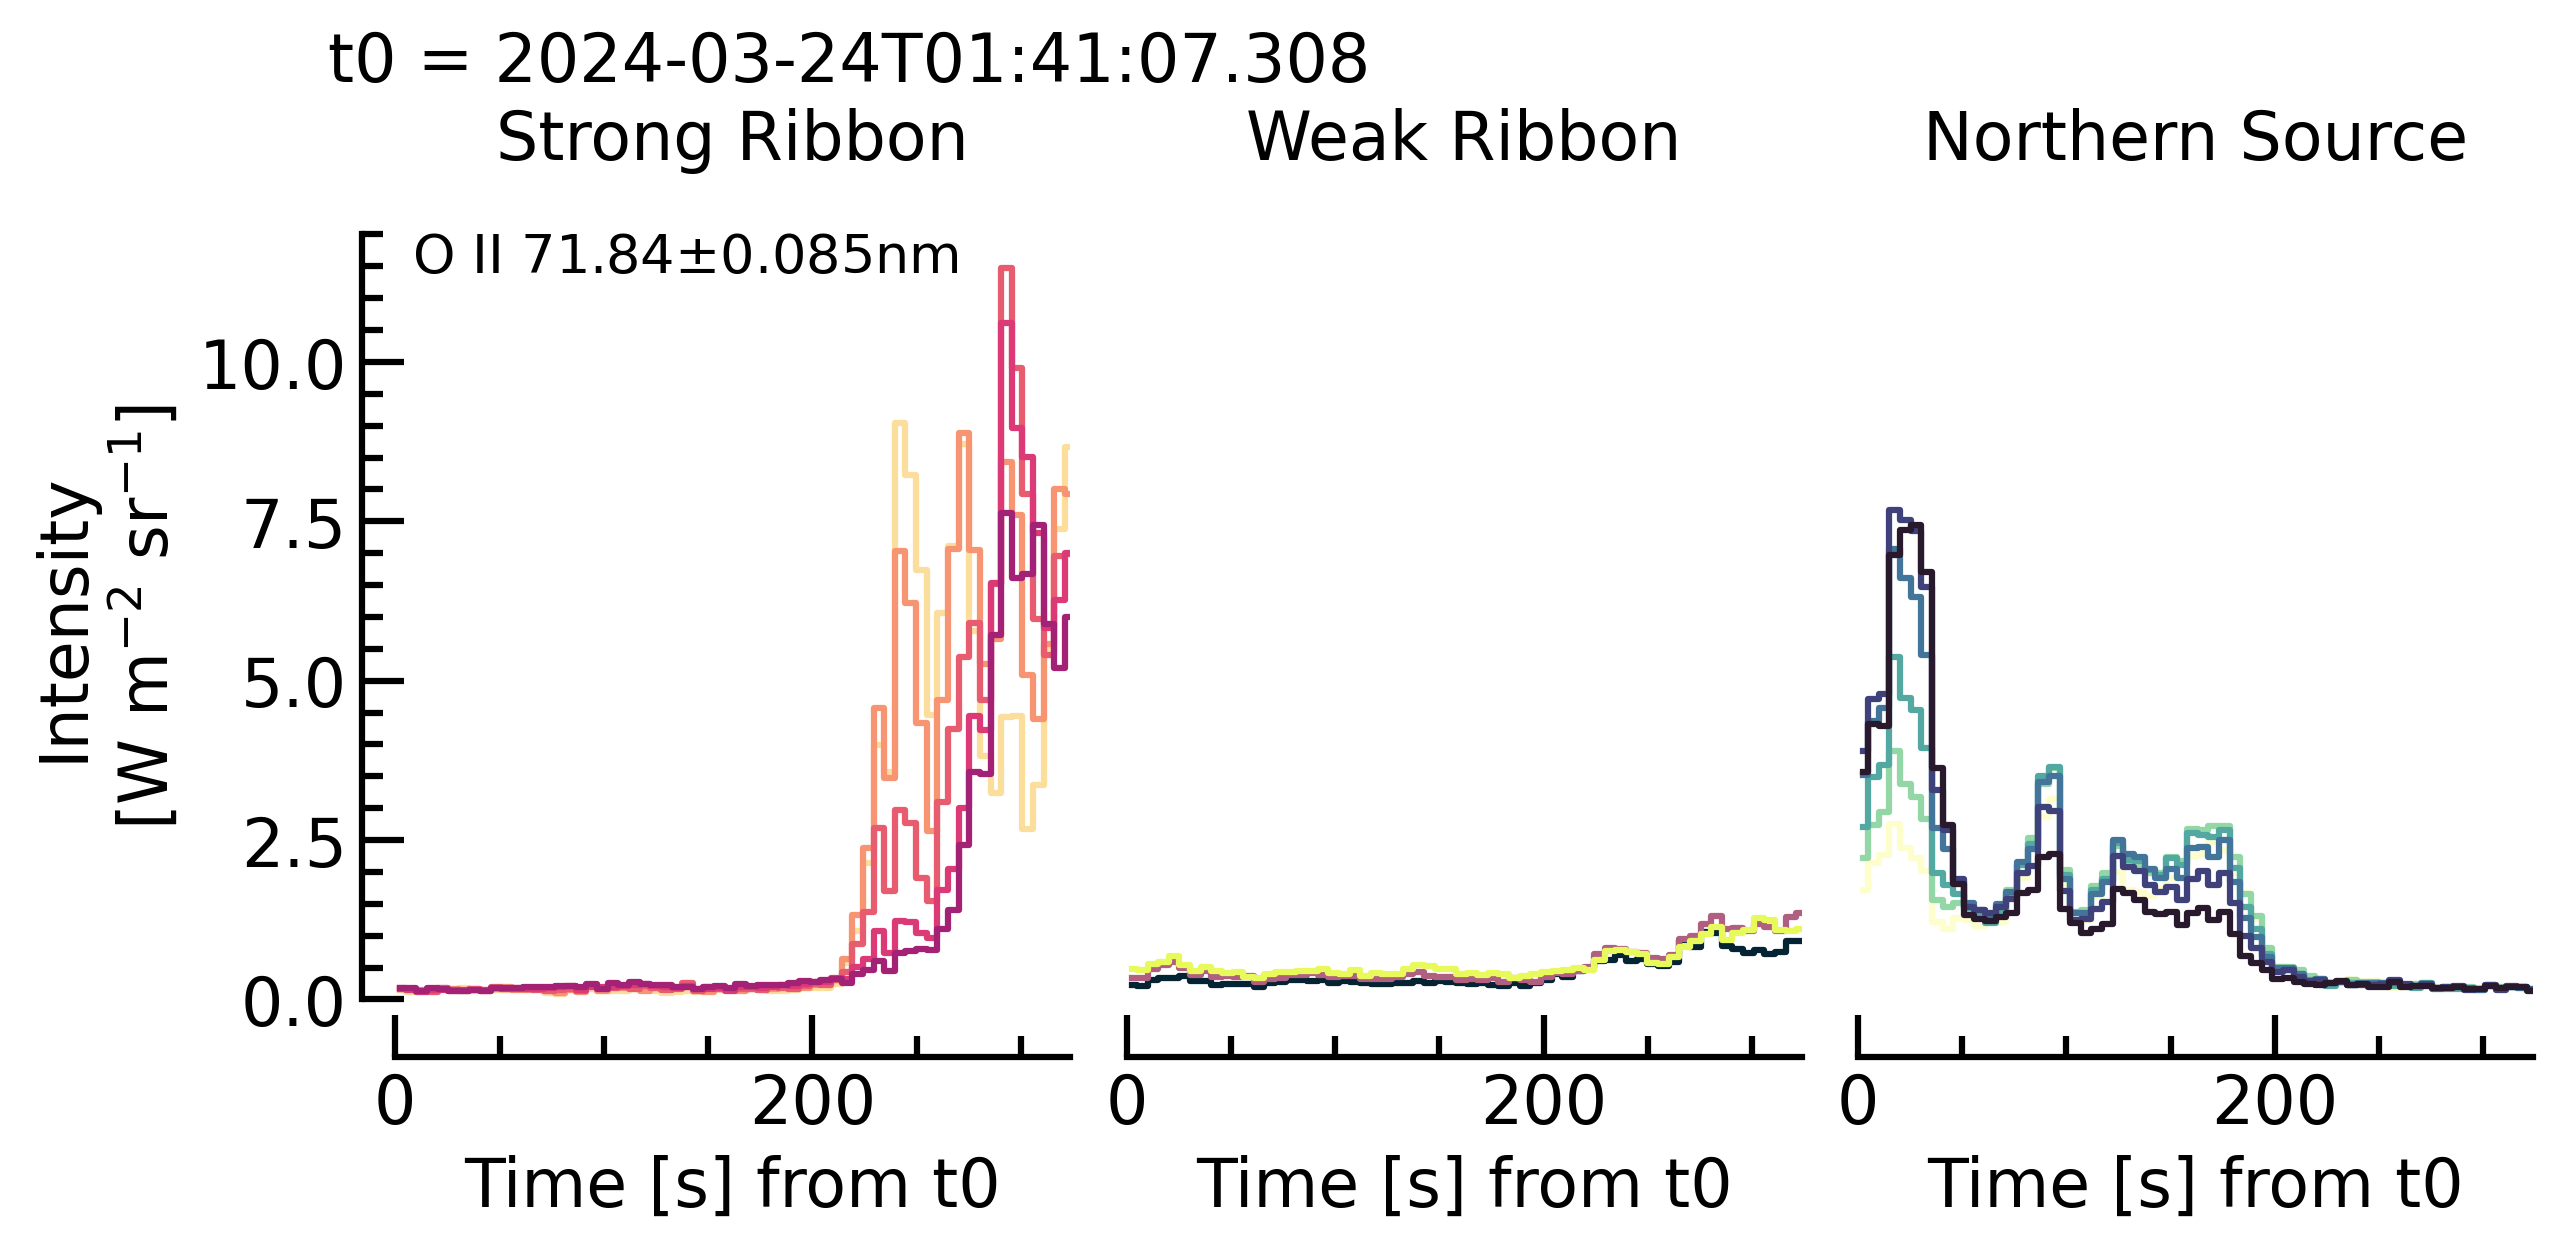 t0 = 2024-03-24T01:41:07.308
Strong Ribbon
Weak Ribbon
Northern Source
O II 71.84±0.085nm
Intensity
[W m⁻² sr⁻¹]
10.0
7.5
5.0
2.5
0.0
0 200
0 200
0 200
Time [s] from t0
Time [s] from t0
Time [s] from t0